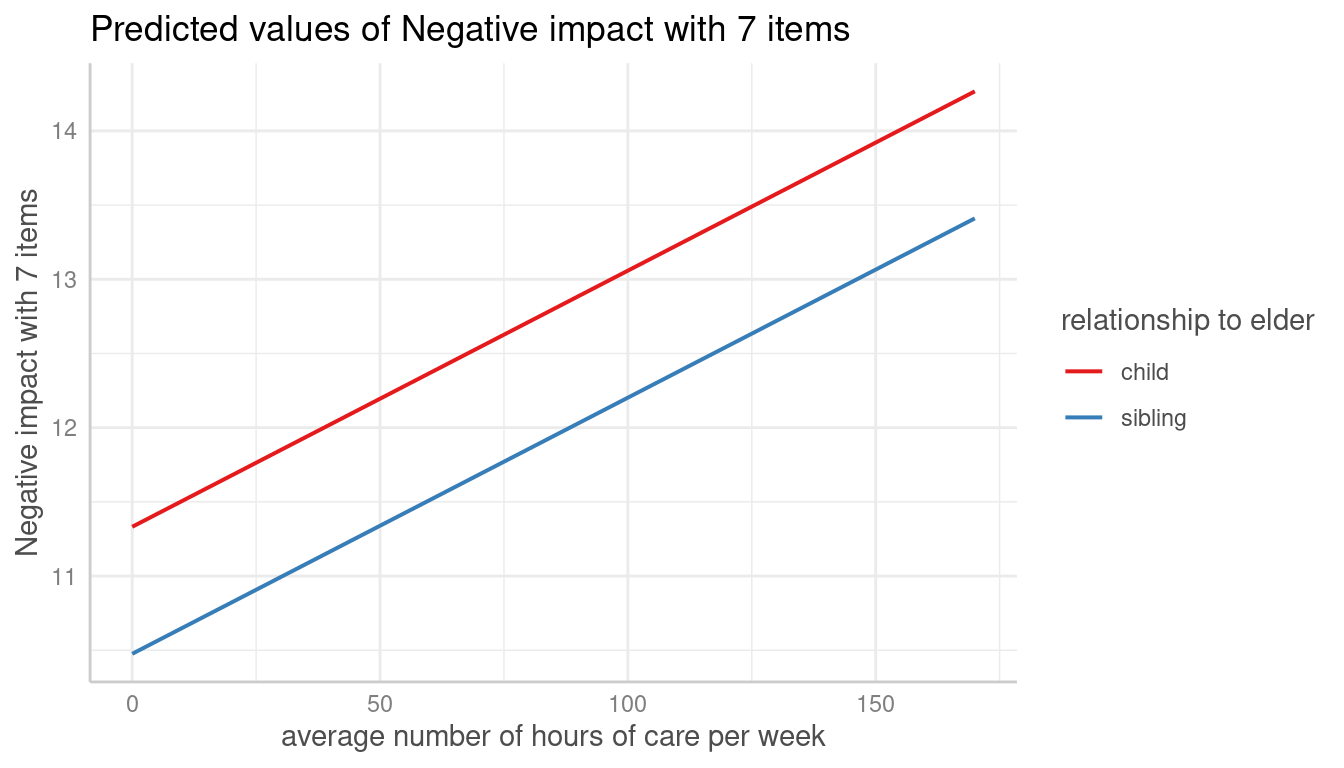 Predicted values of Negative impact with 7 items
Negative impact with 7 items
14
13
12
11
0 50 100 150
average number of hours of care per week
relationship to elder
child
sibling